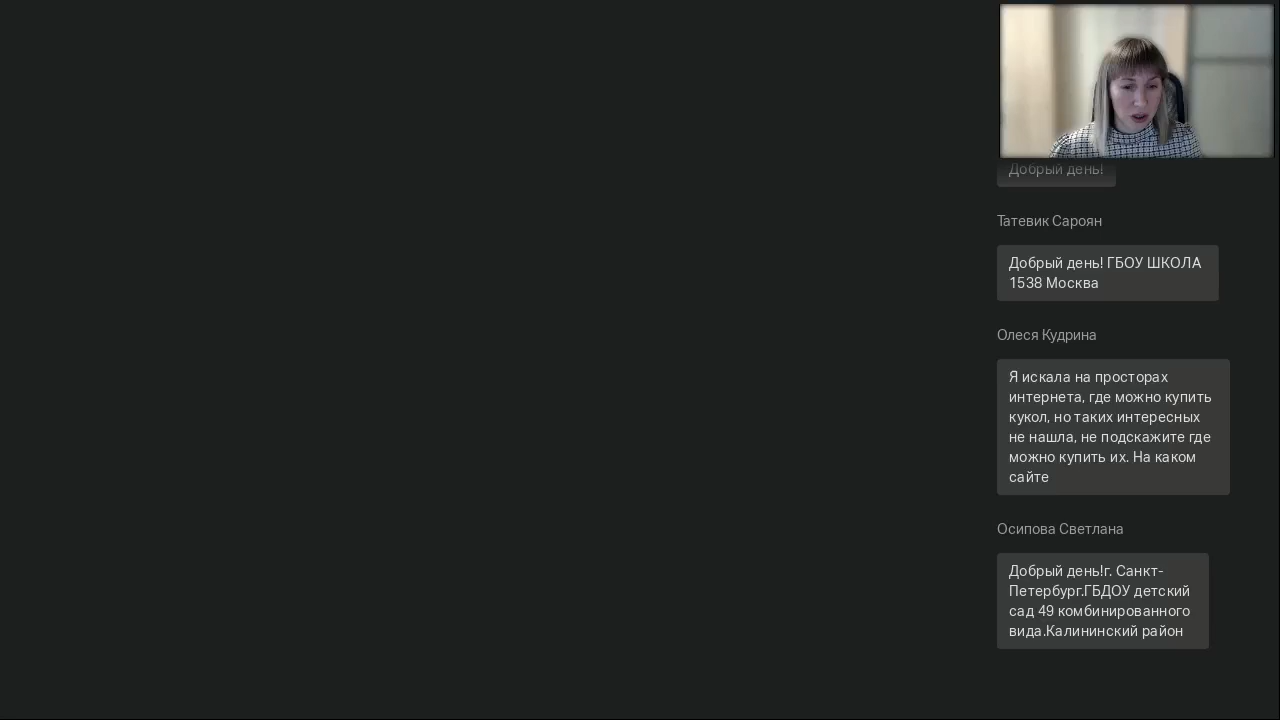 Добрый день!
Татевик Сароян
Добрый день! ГБОУ ШКОЛА
1538 Москва
Олеся Кудрина
Я искала на просторах
интернета, где можно купить
кукол, но таких интересных
не нашла, не подскажите где
можно купить их. На каком
сайте
Осипова Светлана
Добрый день!г. Санкт-
Петербург.ГБДОУ детский
сад 49 комбинированного
вида.Калининский район